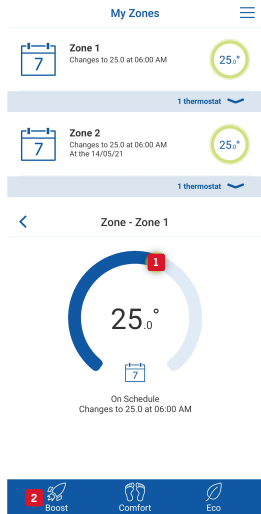 My Zones
Zone 1
Changes to 25.0 at 06:00 AM
7
25.0°
1 thermostat
Zone 2
Changes to 25.0 at 06:00 AM
At the 14/05/21
7
25.0°
1 thermostat
Zone - Zone 1
1
25.0°
7
On Schedule
Changes to 25.0 at 06:00 AM
2
Boost
Comfort
Eco